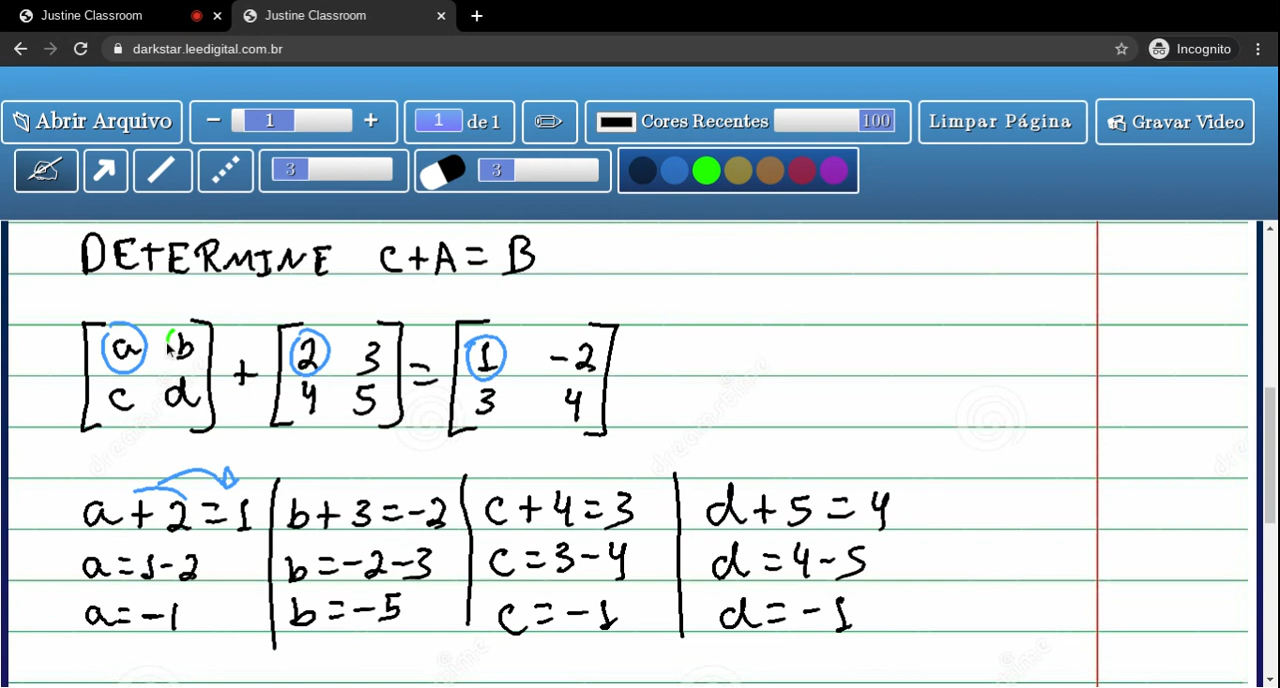 Justine Classroom
Justine Classroom
darkstar.leedigital.com.br
Incognito
Abrir Arquivo
− 1 +
1 de 1
Cores Recentes 100
Limpar Página
Gravar Video
3
3
DETERMINE C+A=B
a b 2 3 1 -2
+ =
c d 4 5 3 4
a+2=1 b+3=-2 c+4=3 d+5=4
a=1-2 b=-2-3 c=3-4 d=4-5
a=-1 b=-5 c=-1 d=-1